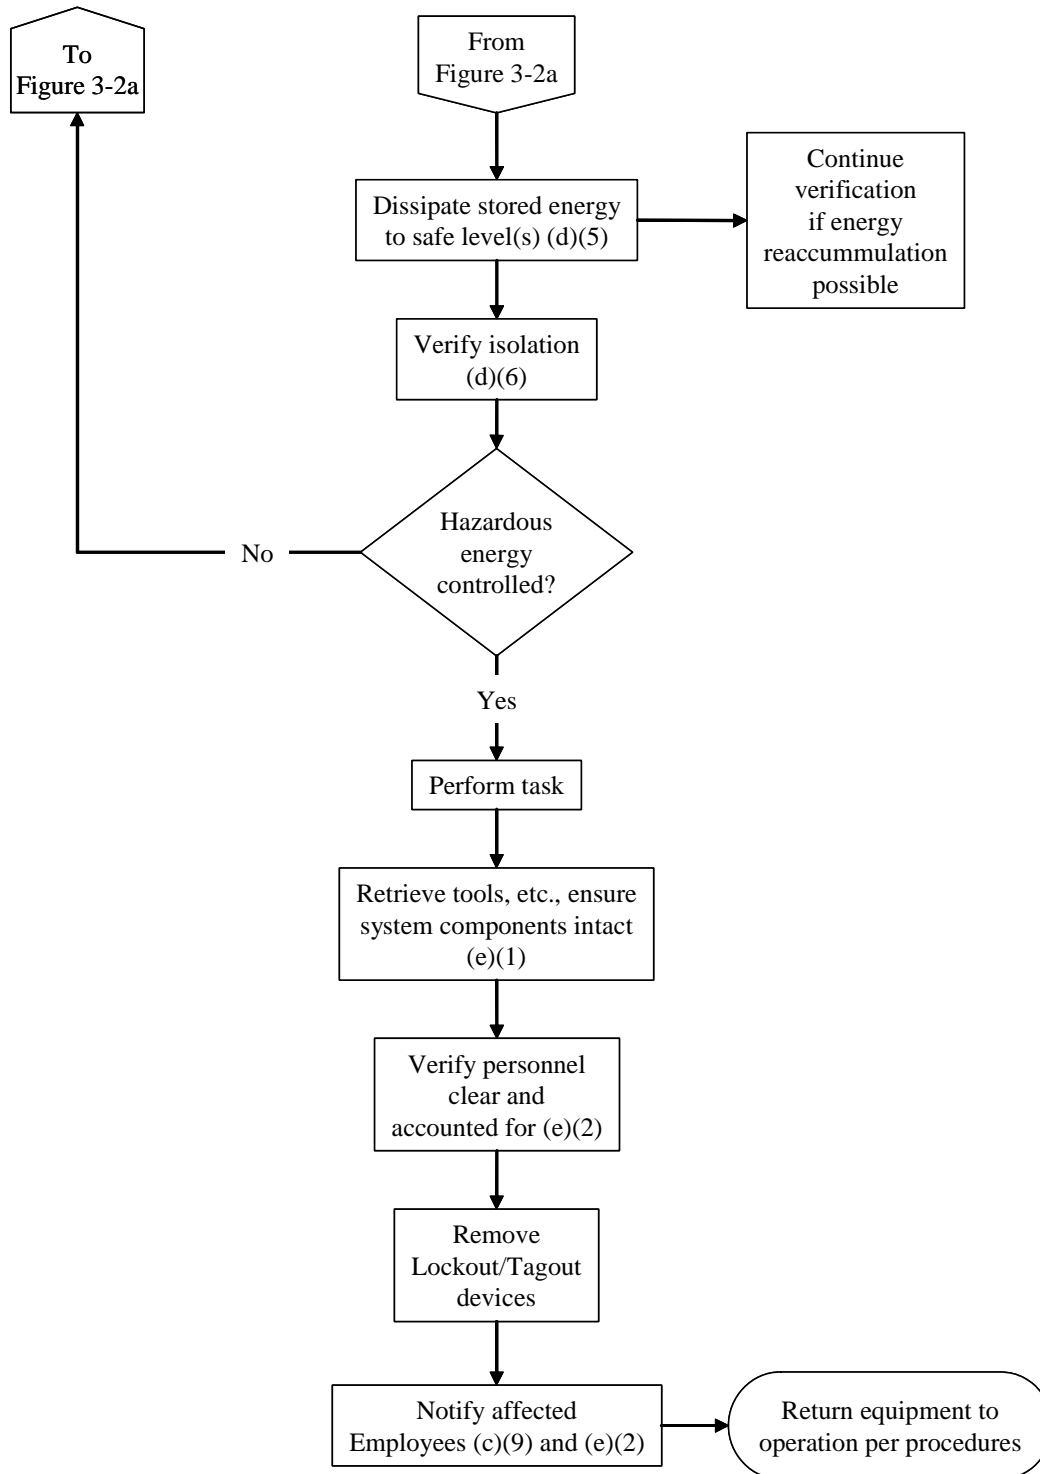 To
Figure 3-2a
From
Figure 3-2a
Dissipate stored energy
to safe level(s) (d)(5)
Continue
verification
if energy
reaccummulation
possible
Verify isolation
(d)(6)
Hazardous
energy
controlled?
No
Yes
Perform task
Retrieve tools, etc., ensure
system components intact
(e)(1)
Verify personnel
clear and
accounted for (e)(2)
Remove
Lockout/Tagout
devices
Notify affected
Employees (c)(9) and (e)(2)
Return equipment to
operation per procedures